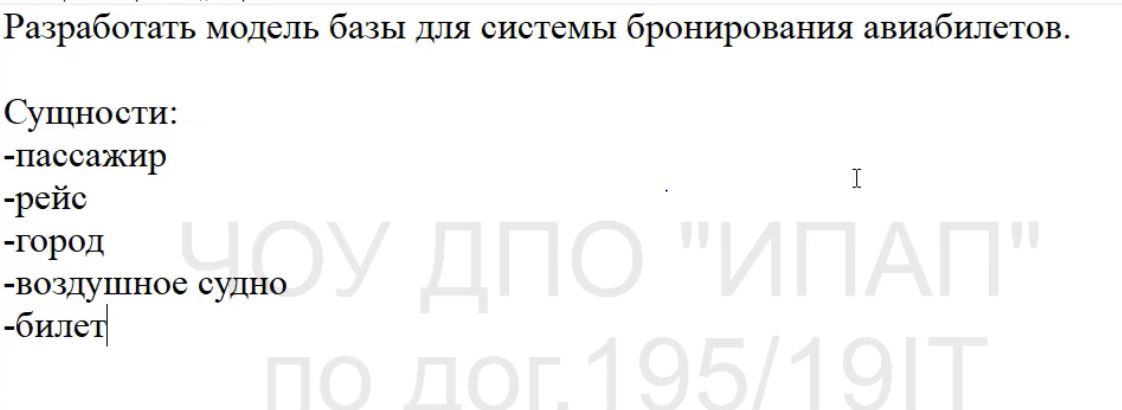 Разработать модель базы для системы бронирования авиабилетов.
Сущности:
-пассажир
-рейс
-город
-воздушное судно
-билет
ЧОУ ДПО "ИПАП"
по дог.195/19IT